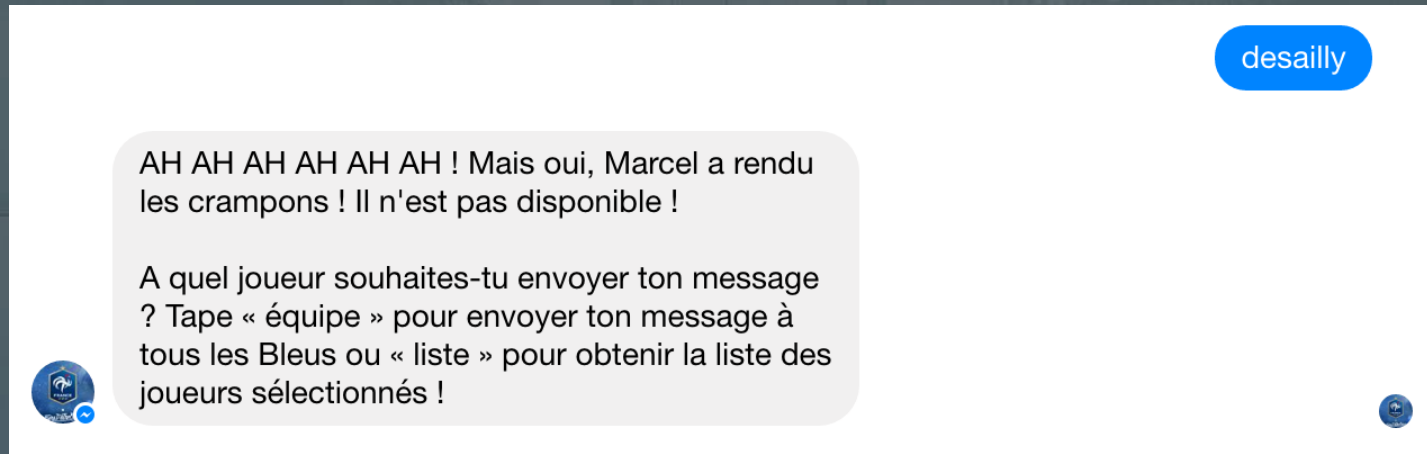 desailly
AH AH AH AH AH AH ! Mais oui, Marcel a rendu
les crampons ! Il n'est pas disponible !
A quel joueur souhaites-tu envoyer ton message
? Tape « équipe » pour envoyer ton message à
tous les Bleus ou « liste » pour obtenir la liste des
joueurs sélectionnés !